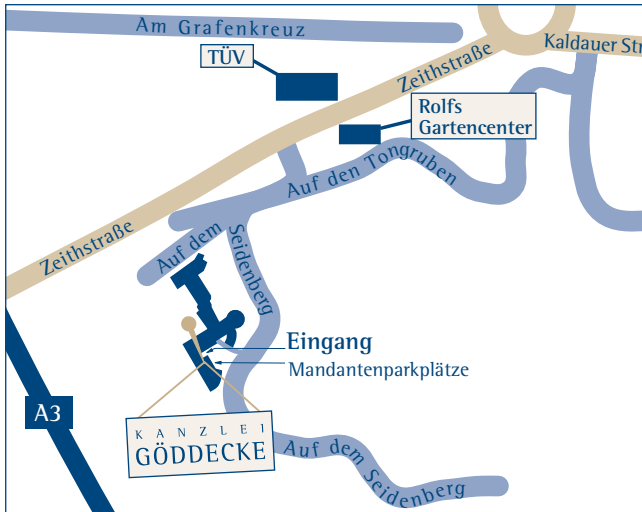 Am Grafenkreuz
TÜV
Zeithstraße
Kaldauer Str
Rolfs
Gartencenter
Auf den Tongruben
Zeithstraße
Auf dem
Seidenberg
Eingang
Mandantenparkplätze
A3
KANZLEI
GÖDDECKE
Auf dem Seidenberg